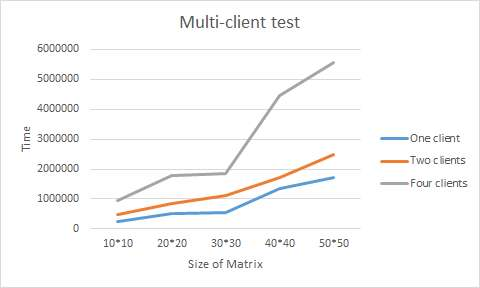 Multi-client test
6000000
5000000
4000000
3000000
2000000
1000000
0
Time
10*10 20*20 30*30 40*40 50*50
Size of Matrix
One client
Two clients
Four clients